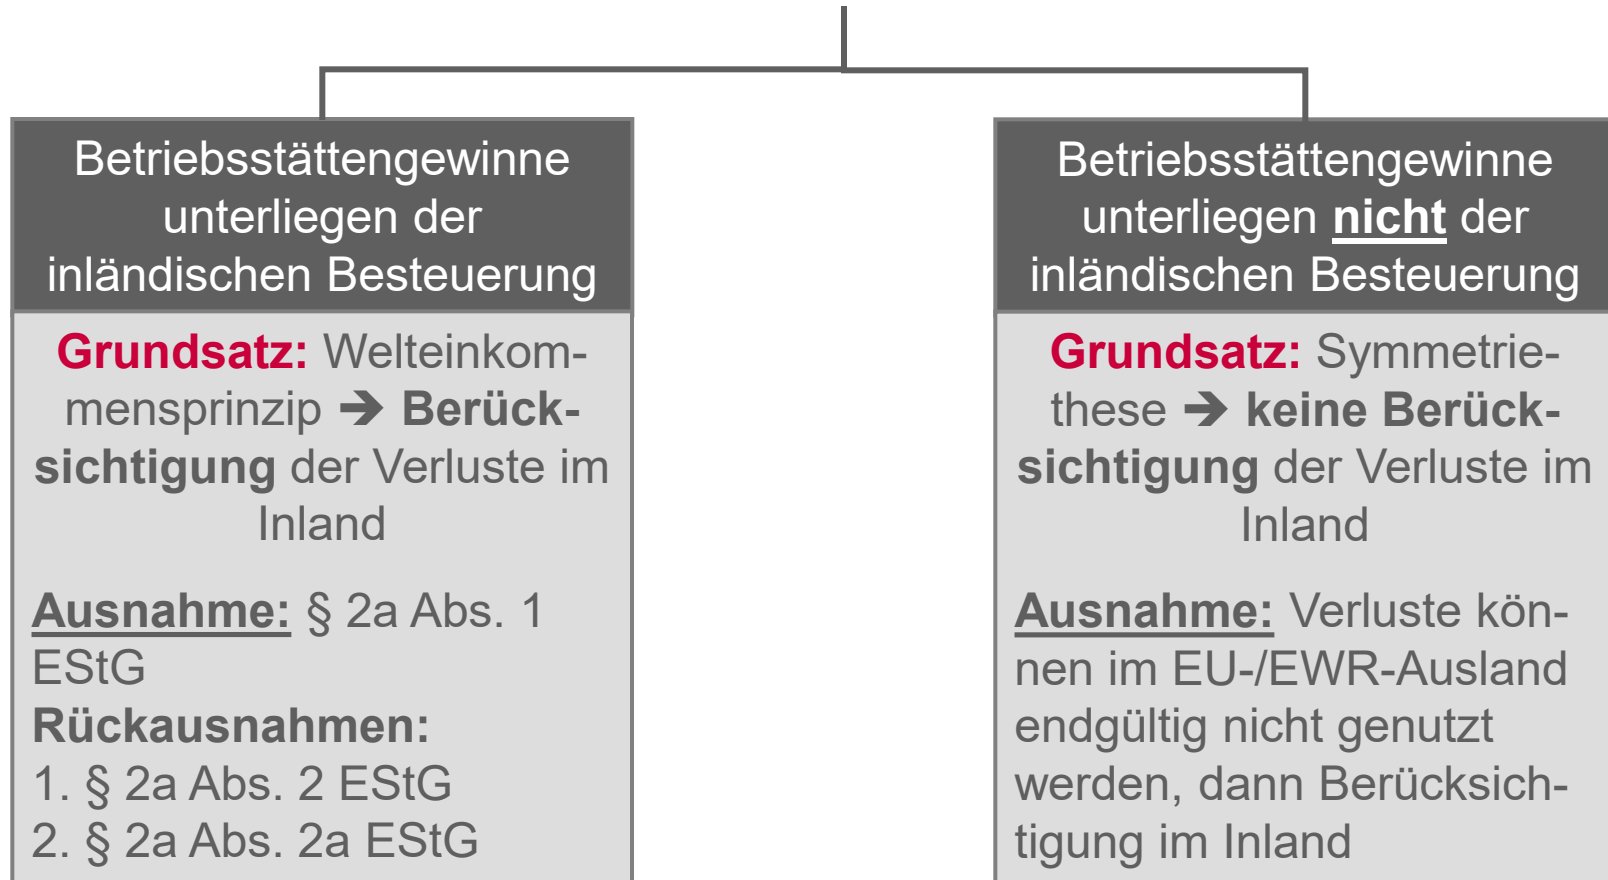 Betriebsstättengewinne
unterliegen der
inländischen Besteuerung
Grundsatz: Welteinkom-
mensprinzip ➔ Berück-
sichtigung der Verluste im
Inland
Ausnahme: § 2a Abs. 1
EStG
Rückausnahmen:
1. § 2a Abs. 2 EStG
2. § 2a Abs. 2a EStG
Betriebsstättengewinne
unterliegen nicht der
inländischen Besteuerung
Grundsatz: Symmetrie-
these ➔ keine Berück-
sichtigung der Verluste im
Inland
Ausnahme: Verluste kön-
nen im EU-/EWR-Ausland
endgültig nicht genutzt
werden, dann Berücksich-
tigung im Inland